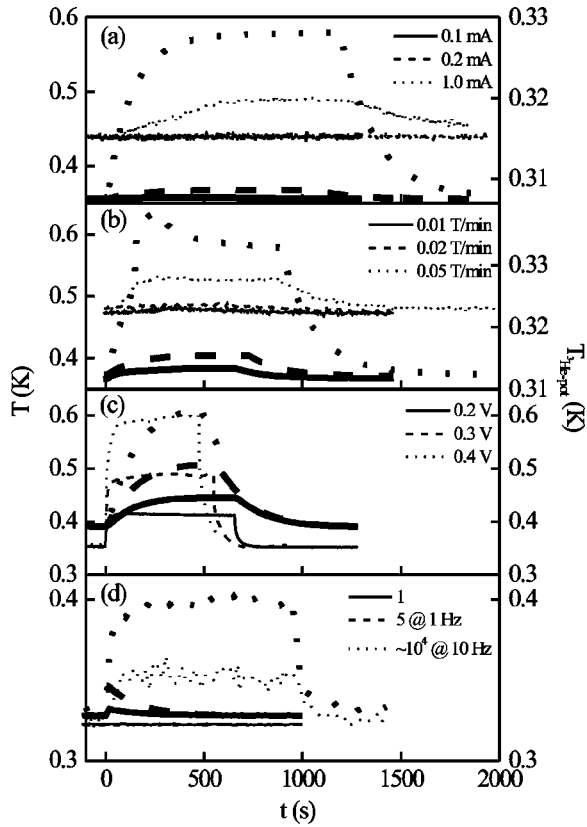 (a)
0.1 mA
0.2 mA
1.0 mA
0.6
0.5
0.4
0.33
0.32
0.31
(b)
0.01 T/min
0.02 T/min
0.05 T/min
0.6
0.5
0.4
0.33
0.32
0.31
(c)
0.2 V
0.3 V
0.4 V
0.6
0.5
0.4
0.3
0.6
0.5
0.4
0.3
(d)
1
5 @ 1 Hz
~10⁴ @ 10 Hz
0.4
0.3
0.4
0.3
0
500
1000
1500
2000
t (s)
T (K)
T³He-pot (K)